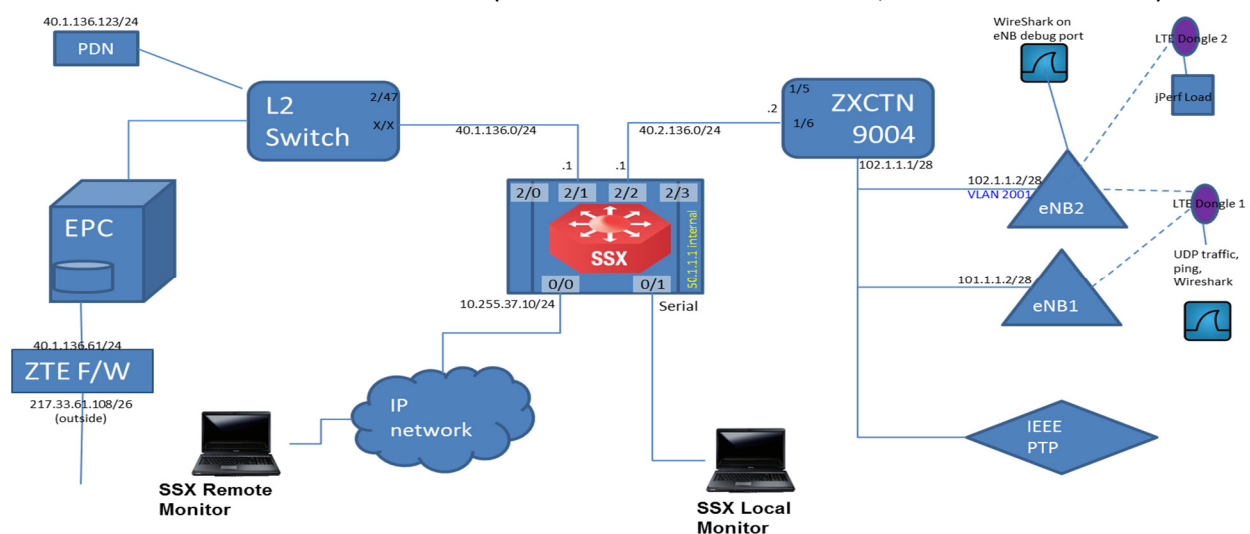 40.1.136.123/24
PDN
L2
Switch
2/47
X/X
40.1.136.0/24
.1
40.2.136.0/24
.1
.2
1/5
1/6
ZXCTN
9004
102.1.1.1/28
WireShark on
eNB debug port
LTE Dongle 2
jPerf Load
102.1.1.2/28
VLAN 2001
eNB2
LTE Dongle 1
UDP traffic,
ping,
Wireshark
101.1.1.2/28
eNB1
IEEE
PTP
EPC
40.1.136.61/24
ZTE F/W
217.33.61.108/26
(outside)
2/0
2/1
2/2
2/3
SSX
50.1.1.1 internal
0/0
0/1
10.255.37.10/24
Serial
IP
network
SSX Remote
Monitor
SSX Local
Monitor